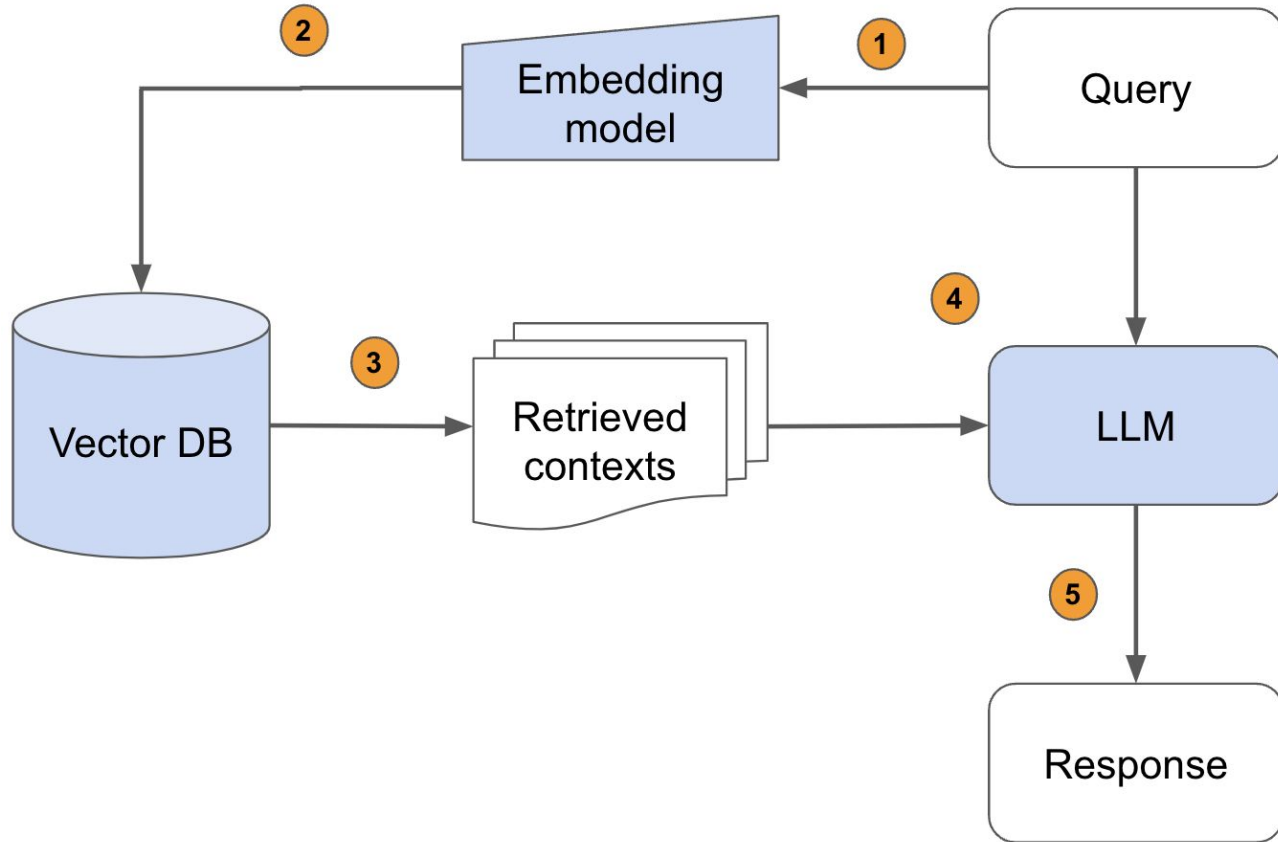 2
1
Embedding
model
Query
4
3
Vector DB
Retrieved
contexts
LLM
5
Response